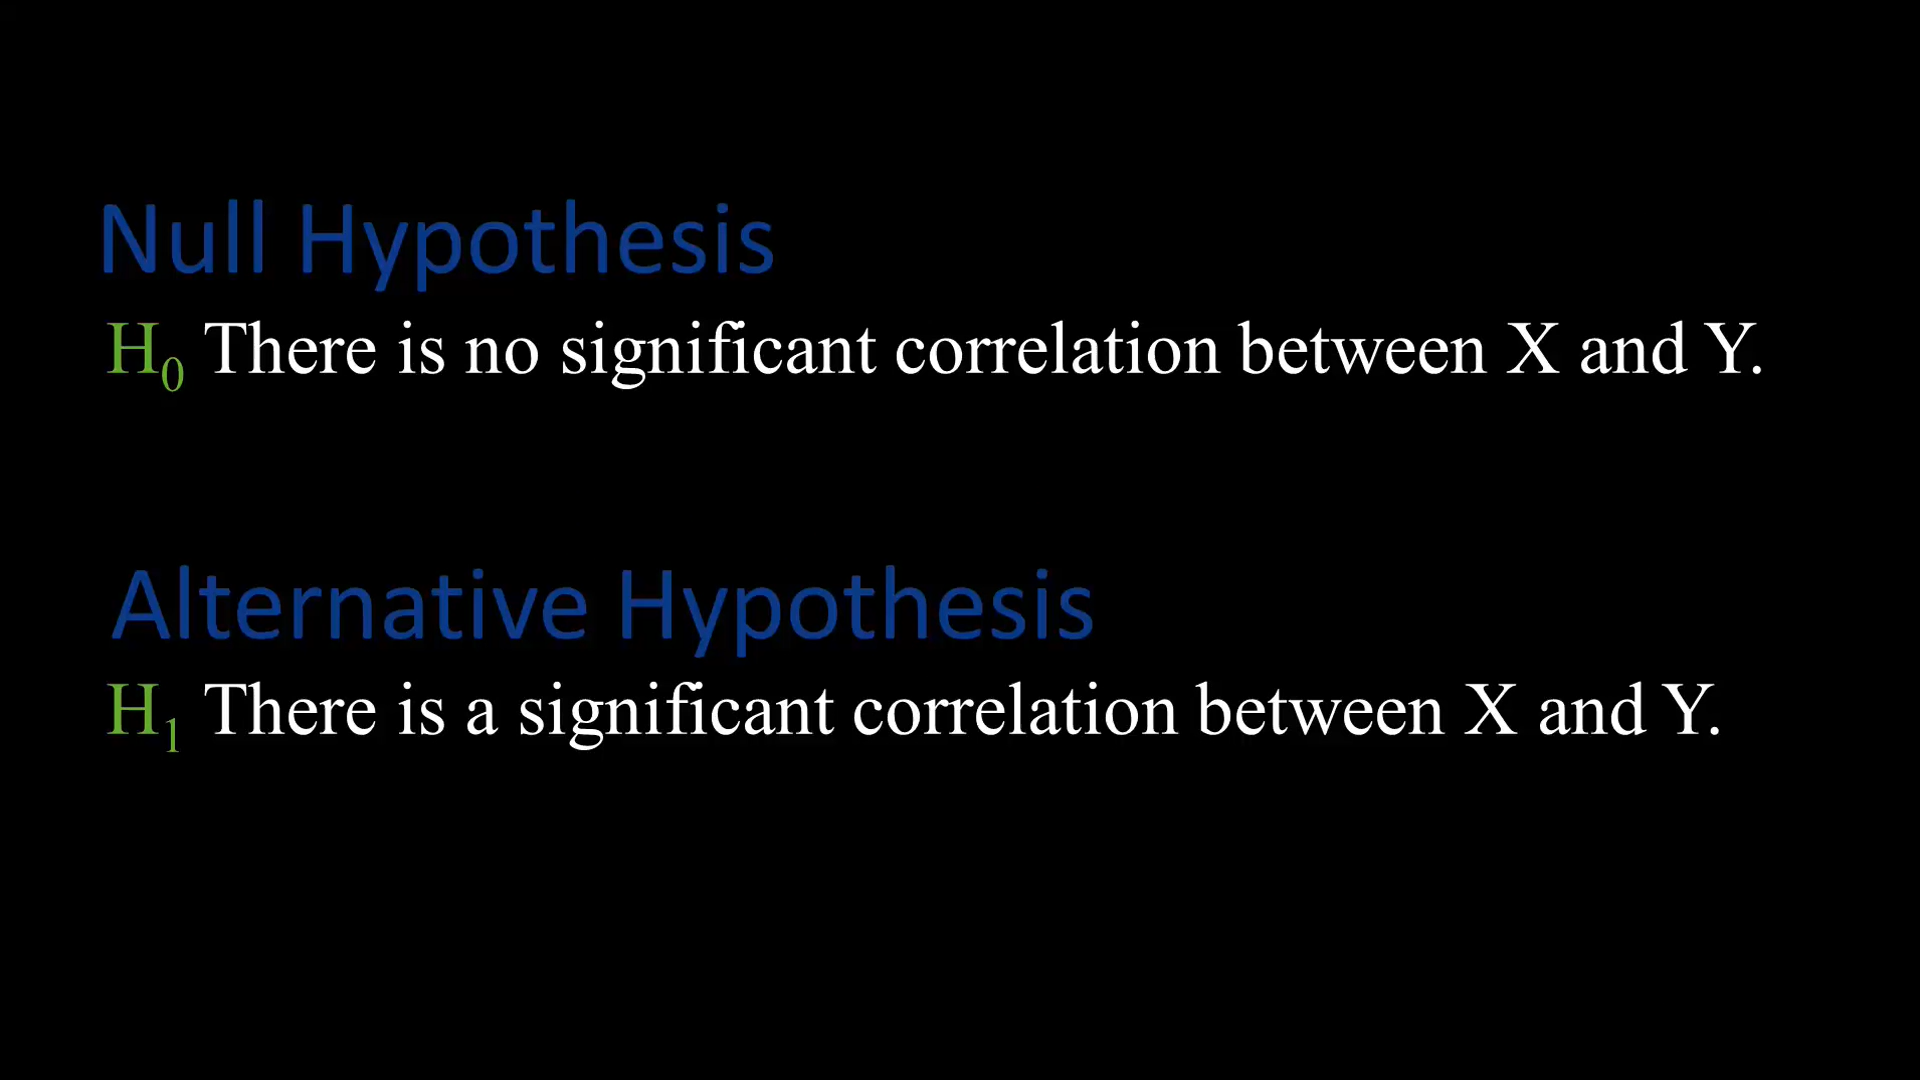 Null Hypothesis
H₀ There is no significant correlation between X and Y.
Alternative Hypothesis
H₁ There is a significant correlation between X and Y.